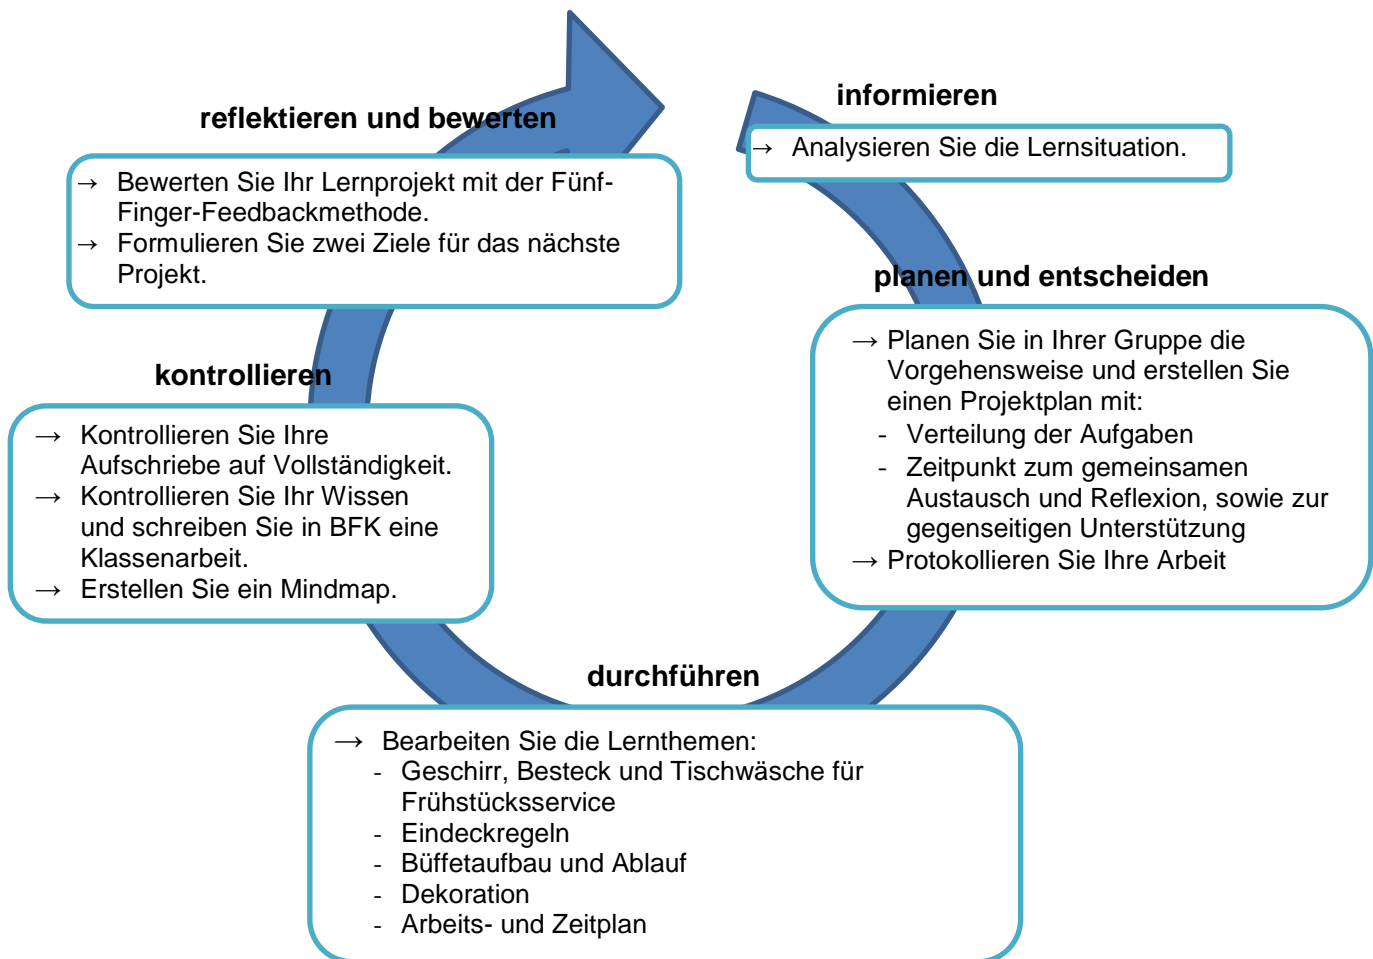 informieren
→ Analysieren Sie die Lernsituation.
planen und entscheiden
→ Planen Sie in Ihrer Gruppe die
Vorgehensweise und erstellen Sie
einen Projektplan mit:
- Verteilung der Aufgaben
- Zeitpunkt zum gemeinsamen
Austausch und Reflexion, sowie zur
gegenseitigen Unterstützung
→ Protokollieren Sie Ihre Arbeit
durchführen
→ Bearbeiten Sie die Lernthemen:
- Geschirr, Besteck und Tischwäsche für
Frühstücksservice
- Eindeckregeln
- Büffetaufbau und Ablauf
- Dekoration
- Arbeits- und Zeitplan
kontrollieren
→ Kontrollieren Sie Ihre
Aufschriebe auf Vollständigkeit.
→ Kontrollieren Sie Ihr Wissen
und schreiben Sie in BFK eine
Klassenarbeit.
→ Erstellen Sie ein Mindmap.
reflektieren und bewerten
→ Bewerten Sie Ihr Lernprojekt mit der Fünf-
Finger-Feedbackmethode.
→ Formulieren Sie zwei Ziele für das nächste
Projekt.